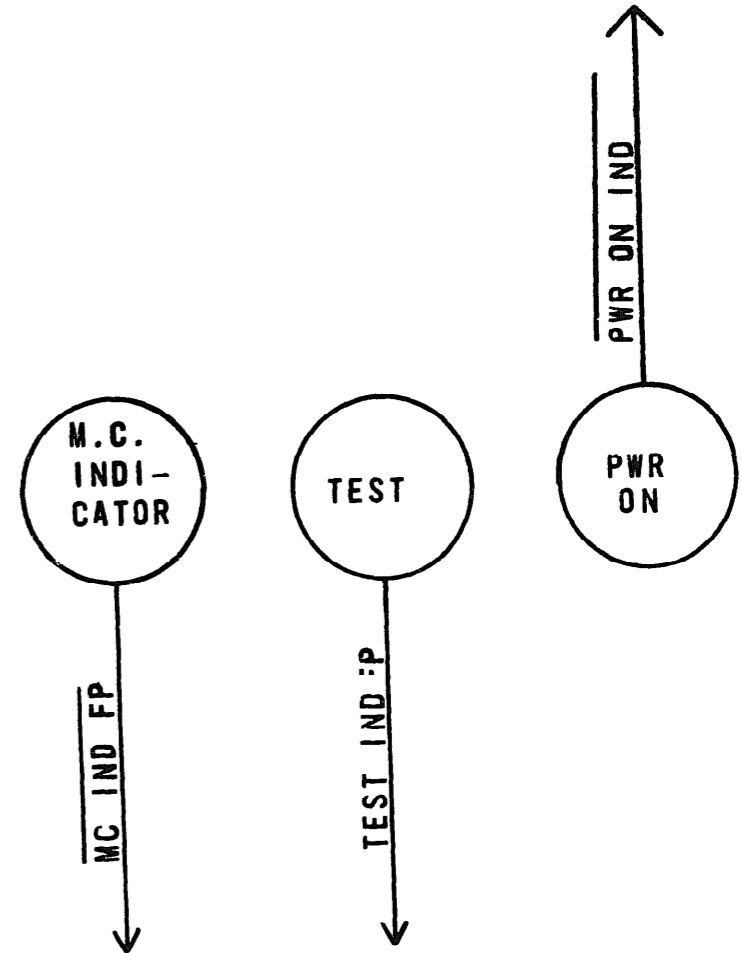 PWR ON IND
M.C.
INDI-
CATOR
TEST
PWR
ON
MC IND FP
TEST IND